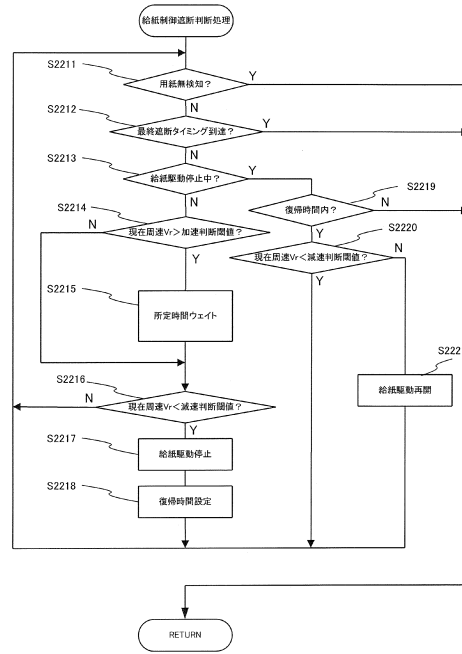 給紙制御遮断判断処理
S2211
用紙無検知？
Y
N
S2212
最終遮断タイミング到達？
Y
N
S2213
給紙駆動停止中？
Y
N
S2219
復帰時間内？
N
Y
S2214
現在周速Vr＞加速判断閾値？
N
Y
S2220
現在周速Vr＜減速判断閾値？
N
Y
S2215
所定時間ウェイト
S222
給紙駆動再開
S2216
現在周速Vr＜減速判断閾値？
N
Y
S2217
給紙駆動停止
S2218
復帰時間設定
RETURN